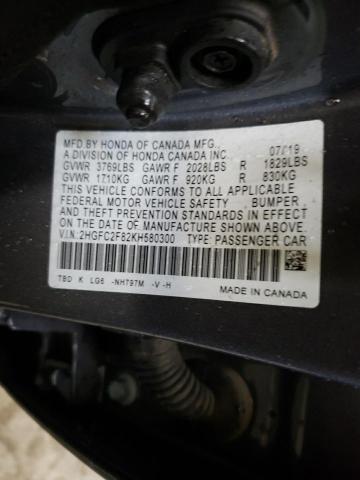 MFD.BY HONDA OF CANADA MFG., 07/19
A DIVISION OF HONDA CANADA INC.
GVWR 3769LBS GAWR F 2028LBS R 1829LBS
GVWR 1710KG GAWR F 920KG R 830KG
THIS VEHICLE CONFORMS TO ALL APPLICABLE
FEDERAL MOTOR VEHICLE SAFETY , BUMPER ,
AND THEFT PREVENTION STANDARDS IN EFFECT
ON THE DATE OF MANUFACTURE SHOWN ABOVE.
V.I.N.:2HGFC2F82KH580300 TYPE: PASSENGER CAR
TBD K LG6 -NH797M -V -H
MADE IN CANADA